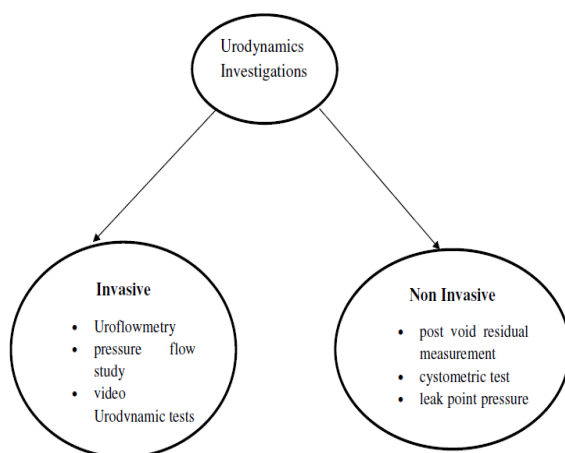 Urodynamics
Investigations
Invasive
• Uroflowmetry
• pressure flow
study
• video
Urodynamic tests
Non Invasive
• post void residual
measurement
• cystometric test
• leak point pressure